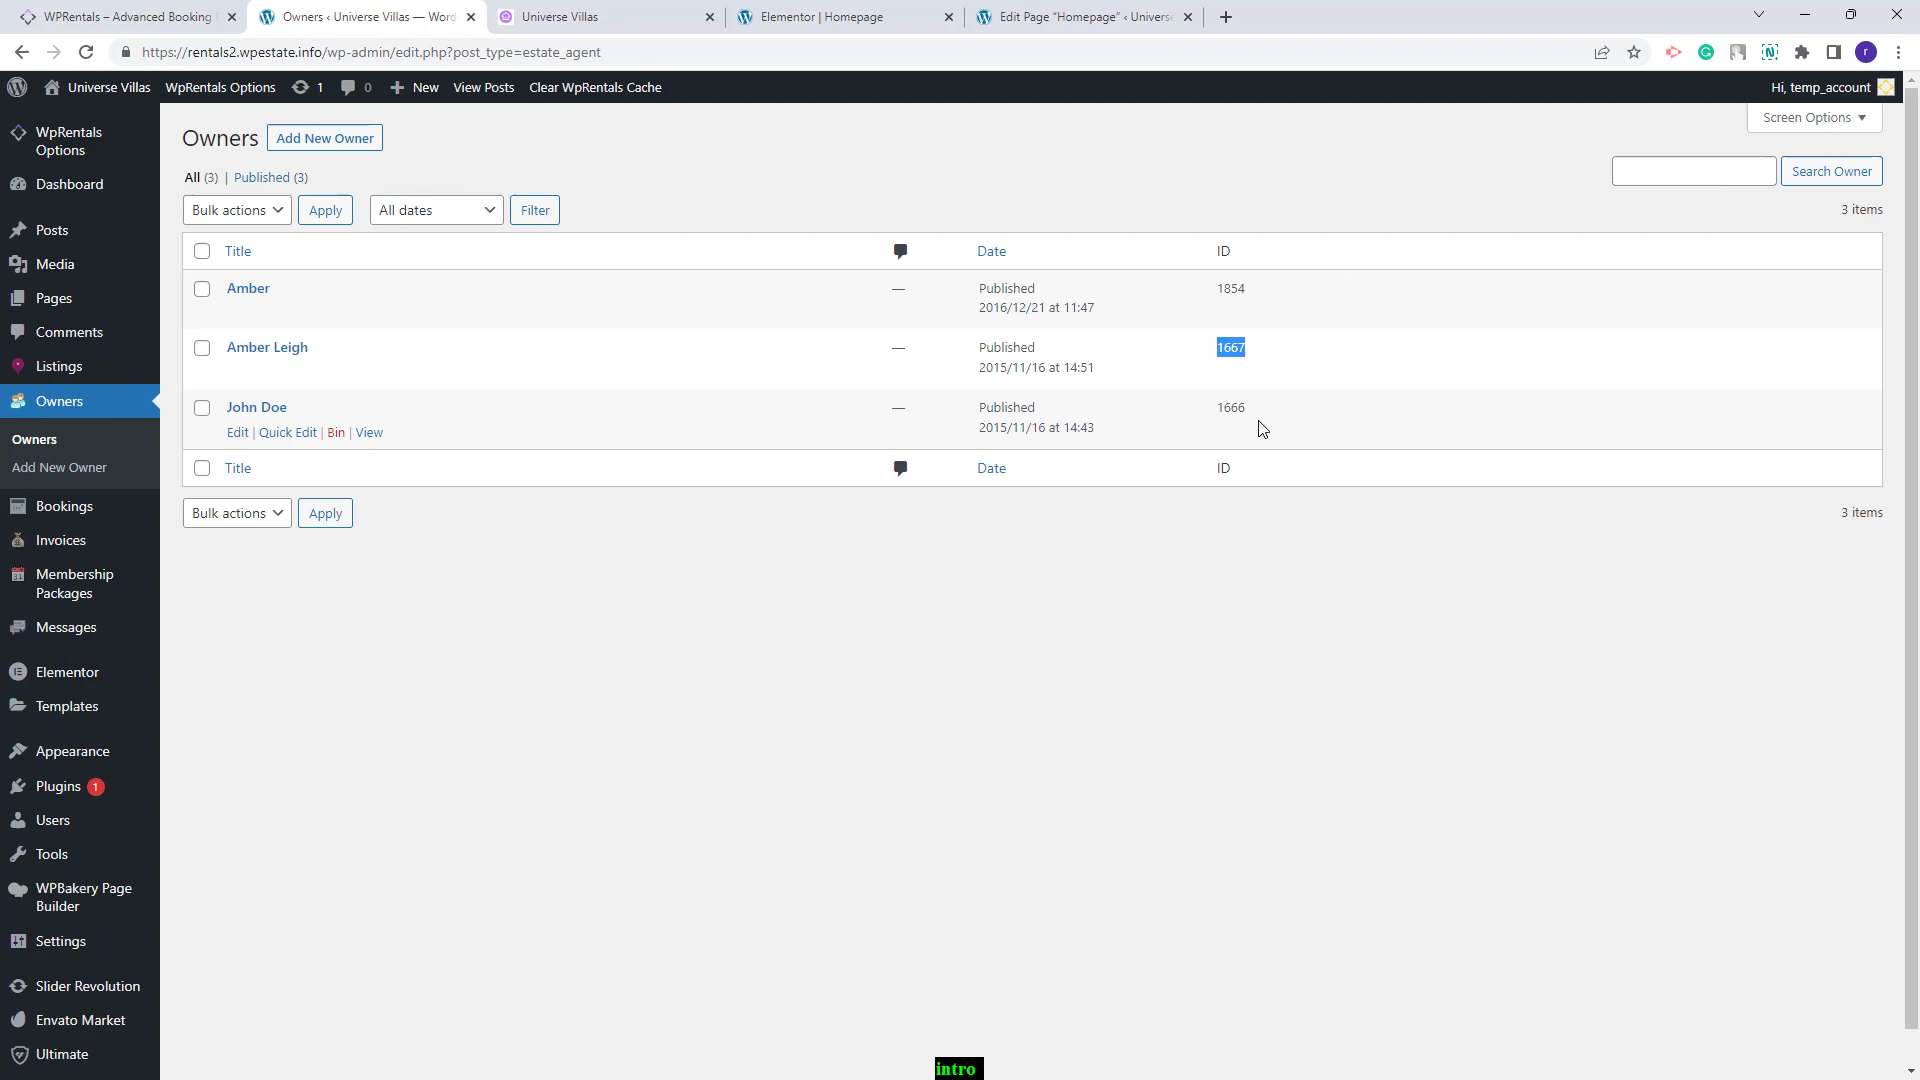 WPRentals – Advanced Booking
Owners ‹ Universe Villas — Word
Universe Villas
Elementor | Homepage
Edit Page “Homepage” ‹ Universe
https://rentals2.wpestate.info/wp-admin/edit.php?post_type=estate_agent
r
Universe Villas
WpRentals Options
1
0
New
View Posts
Clear WpRentals Cache
Hi, temp_account
WpRentals
Options
Dashboard
Posts
Media
Pages
Comments
Listings
Owners
Owners
Add New Owner
Bookings
Invoices
Membership
Packages
Messages
Elementor
Templates
Appearance
Plugins 1
Users
Tools
WPBakery Page
Builder
Settings
Slider Revolution
Envato Market
Ultimate
Screen Options
Owners Add New Owner
All (3) | Published (3)
Search Owner
Bulk actions Apply All dates Filter
3 items
Title Date ID
Amber — Published 1854
2016/12/21 at 11:47
Amber Leigh — Published 1667
2015/11/16 at 14:51
John Doe — Published 1666
Edit | Quick Edit | Bin | View 2015/11/16 at 14:43
Title Date ID
Bulk actions Apply 3 items
intro